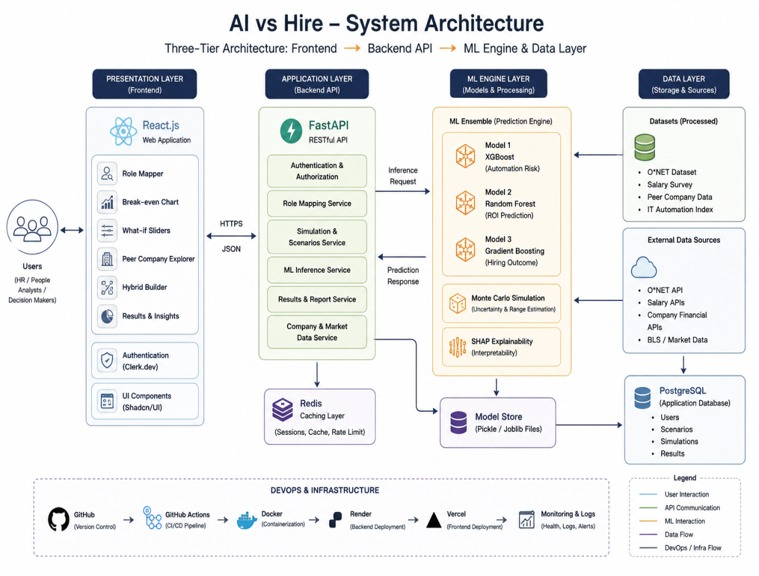 AI vs Hire – System Architecture
Three-Tier Architecture: Frontend → Backend API → ML Engine & Data Layer
PRESENTATION LAYER
(Frontend)
React.js
Web Application
Role Mapper
Break-even Chart
What-if Sliders
Peer Company Explorer
Hybrid Builder
Results & Insights
Authentication
(Clerk.dev)
UI Components
(Shadcn/UI)
Users
(HR / People
Analysts /
Decision Makers)
HTTPS
JSON
APPLICATION LAYER
(Backend API)
FastAPI
RESTful API
Authentication &
Authorization
Role Mapping Service
Simulation &
Scenarios Service
ML Inference Service
Results & Report Service
Company & Market
Data Service
Redis
Caching Layer
(Sessions, Cache, Rate Limit)
Inference
Request
Prediction
Response
ML ENGINE LAYER
(Models & Processing)
ML Ensemble (Prediction Engine)
Model 1
XGBoost
(Automation Risk)
Model 2
Random Forest
(ROI Prediction)
Model 3
Gradient Boosting
(Hiring Outcome)
Monte Carlo Simulation
(Uncertainty & Range Estimation)
SHAP Explainability
(Interpretability)
Model Store
(Pickle / Joblib Files)
DATA LAYER
(Storage & Sources)
Datasets (Processed)
• O*NET Dataset
• Salary Survey
• Peer Company Data
• IT Automation Index
External Data Sources
• O*NET API
• Salary APIs
• Company Financial
APIs
• BLS / Market Data
PostgreSQL
(Application Database)
• Users
• Scenarios
• Simulations
• Results
DEVOPS & INFRASTRUCTURE
GitHub
(Version Control)
GitHub Actions
(CI/CD Pipeline)
Docker
(Containerization)
Render
(Backend Deployment)
Vercel
(Frontend Deployment)
Monitoring & Logs
(Health, Logs, Alerts)
Legend
User Interaction
API Communication
ML Interaction
Data Flow
DevOps / Infra Flow